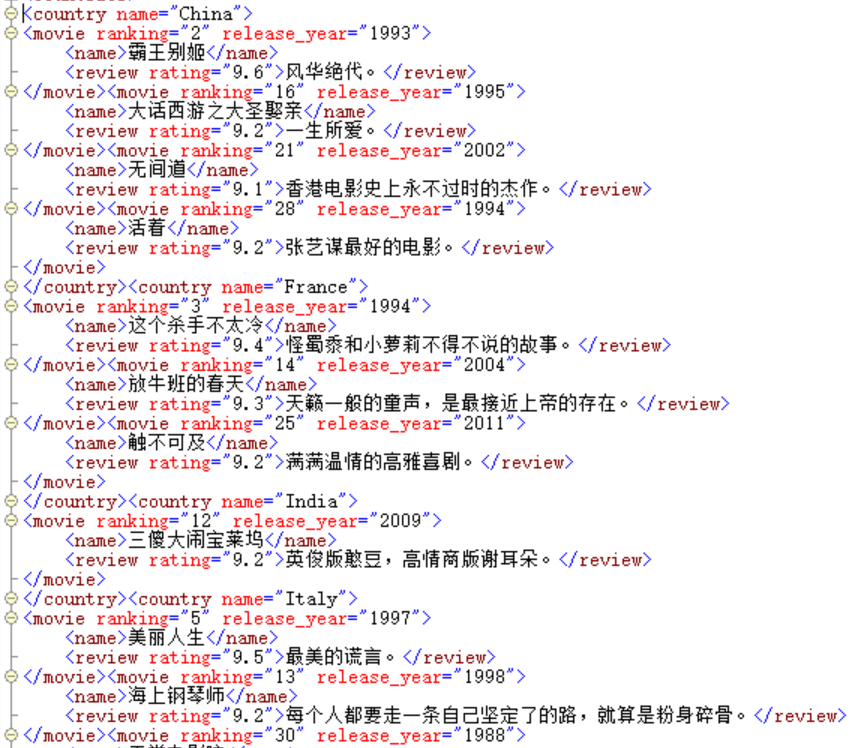 <country name="China">
<movie ranking="2" release_year="1993">
<name>霸王别姬</name>
<review rating="9.6">风华绝代。</review>
</movie><movie ranking="16" release_year="1995">
<name>大话西游之大圣娶亲</name>
<review rating="9.2">一生所爱。</review>
</movie><movie ranking="21" release_year="2002">
<name>无间道</name>
<review rating="9.1">香港电影史上永不过时的杰作。</review>
</movie><movie ranking="28" release_year="1994">
<name>活着</name>
<review rating="9.2">张艺谋最好的电影。</review>
</movie>
</country><country name="France">
<movie ranking="3" release_year="1994">
<name>这个杀手不太冷</name>
<review rating="9.4">怪蜀黍和小萝莉不得不说的故事。</review>
</movie><movie ranking="14" release_year="2004">
<name>放牛班的春天</name>
<review rating="9.3">天籁一般的童声，是最接近上帝的存在。</review>
</movie><movie ranking="25" release_year="2011">
<name>触不可及</name>
<review rating="9.2">满满温情的高雅喜剧。</review>
</movie>
</country><country name="India">
<movie ranking="12" release_year="2009">
<name>三傻大闹宝莱坞</name>
<review rating="9.2">英俊版憨豆，高情商版谢耳朵。</review>
</movie>
</country><country name="Italy">
<movie ranking="5" release_year="1997">
<name>美丽人生</name>
<review rating="9.5">最美的谎言。</review>
</movie><movie ranking="13" release_year="1998">
<name>海上钢琴师</name>
<review rating="9.2">每个人都要走一条自己坚定了的路，就算是粉身碎骨。</review>
</movie><movie ranking="30" release_year="1988">